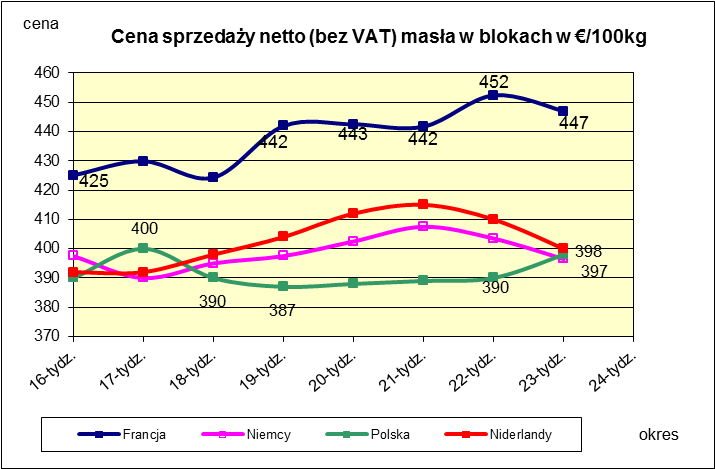 cena
Cena sprzedaży netto (bez VAT) masła w blokach w €/100kg
460
450
440
430
420
410
400
390
380
370
425
442
443
442
452
447
400
390
387
390
398
397
16-tydz.
17-tydz.
18-tydz.
19-tydz.
20-tydz.
21-tydz.
22-tydz.
23-tydz.
24-tydz.
Francja Niemcy Polska Niderlandy
okres